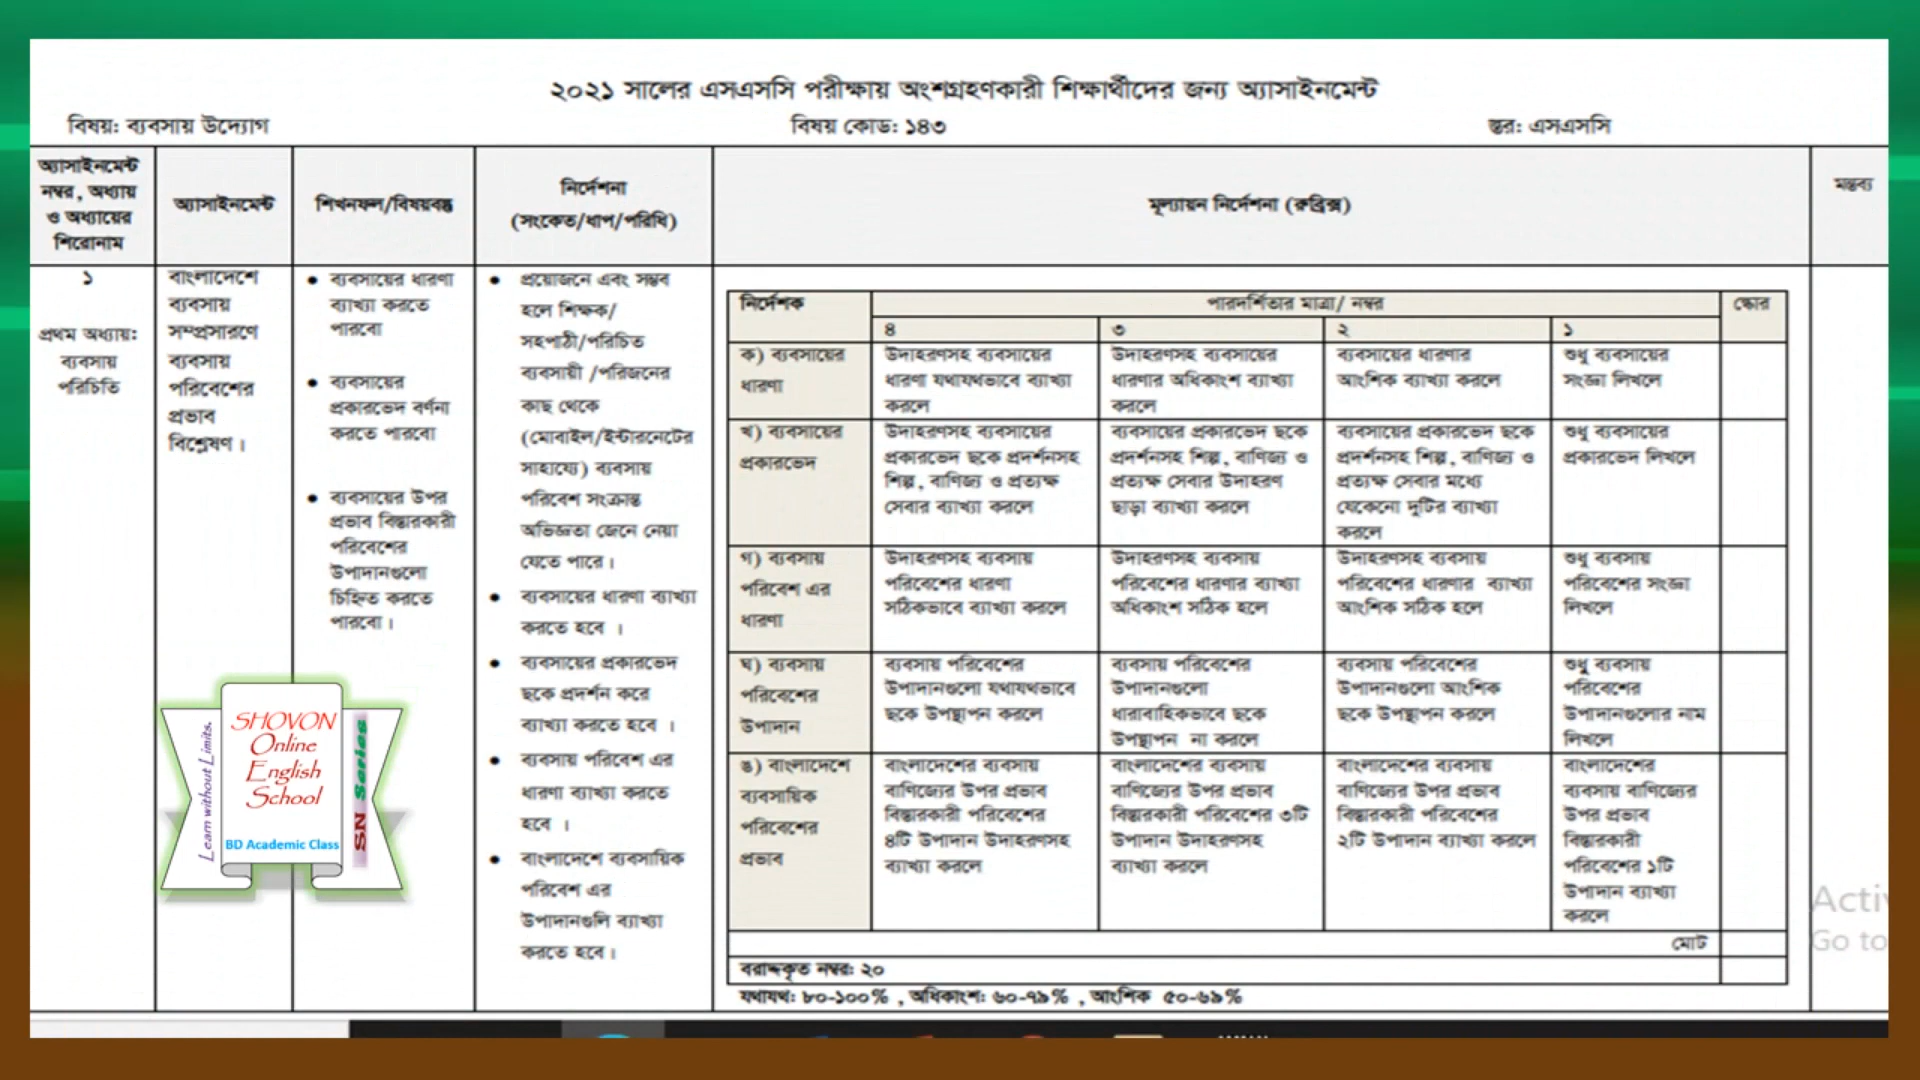 ২০২১ সালের এসএসসি পরীক্ষায় অংশগ্রহণকারী শিক্ষার্থীদের জন্য অ্যাসাইনমেন্ট
বিষয়: ব্যবসায় উদ্যোগ
বিষয় কোড: ১৪৩
স্তর: এসএসসি
অ্যাসাইনমেন্ট
নম্বর, অধ্যায়
ও অধ্যায়ের
শিরোনাম
অ্যাসাইনমেন্ট
শিখনফল/বিষয়বস্তু
নির্দেশনা
(সংকেত/ধাপ/পরিধি)
মূল্যায়ন নির্দেশনা (রুব্রিক্স)
মন্তব্য
১
প্রথম অধ্যায়:
ব্যবসায়
পরিচিতি
বাংলাদেশে
ব্যবসায়
সম্প্রসারণে
ব্যবসায়
পরিবেশের
প্রভাব
বিশ্লেষণ।
• ব্যবসায়ের ধারণা
ব্যাখ্যা করতে
পারবো
• ব্যবসায়ের
প্রকারভেদ বর্ণনা
করতে পারবো
• ব্যবসায়ের উপর
প্রভাব বিস্তারকারী
পরিবেশের
উপাদানগুলো
চিহ্নিত করতে
পারবো।
• প্রয়োজনে এবং সম্ভব
হলে শিক্ষক/
সহপাঠী/পরিচিত
ব্যবসায়ী /পরিজনের
কাছ থেকে
(মোবাইল/ইন্টারনেটের
সাহায্যে) ব্যবসায়
পরিবেশ সংক্রান্ত
অভিজ্ঞতা জেনে নেয়া
যেতে পারে।
• ব্যবসায়ের ধারণা ব্যাখ্যা
করতে হবে ।
• ব্যবসায়ের প্রকারভেদ
ছকে প্রদর্শন করে
ব্যাখ্যা করতে হবে ।
• ব্যবসায় পরিবেশ এর
ধারণা ব্যাখ্যা করতে
হবে ।
• বাংলাদেশে ব্যবসায়িক
পরিবেশ এর
উপাদানগুলি ব্যাখ্যা
করতে হবে।
নির্দেশক
পারদর্শিতার মাত্রা/ নম্বর
স্কোর
৪
৩
২
১
ক) ব্যবসায়ের
ধারণা
উদাহরণসহ ব্যবসায়ের
ধারণা যথাযথভাবে ব্যাখ্যা
করলে
উদাহরণসহ ব্যবসায়ের
ধারণার অধিকাংশ ব্যাখ্যা
করলে
ব্যবসায়ের ধারণার
আংশিক ব্যাখ্যা করলে
শুধু ব্যবসায়ের
সংজ্ঞা লিখলে
খ) ব্যবসায়ের
প্রকারভেদ
উদাহরণসহ ব্যবসায়ের
প্রকারভেদ ছকে প্রদর্শনসহ
শিল্প, বাণিজ্য ও প্রত্যক্ষ
সেবার ব্যাখ্যা করলে
ব্যবসায়ের প্রকারভেদ ছকে
প্রদর্শনসহ শিল্প, বাণিজ্য ও
প্রত্যক্ষ সেবার উদাহরণ
ছাড়া ব্যাখ্যা করলে
ব্যবসায়ের প্রকারভেদ ছকে
প্রদর্শনসহ শিল্প, বাণিজ্য ও
প্রত্যক্ষ সেবার মধ্যে
যেকেনো দুটির ব্যাখ্যা
করলে
শুধু ব্যবসায়ের
প্রকারভেদ লিখলে
গ) ব্যবসায়
পরিবেশ এর
ধারণা
উদাহরণসহ ব্যবসায়
পরিবেশের ধারণা
সঠিকভাবে ব্যাখ্যা করলে
উদাহরণসহ ব্যবসায়
পরিবেশের ধারণার ব্যাখ্যা
অধিকাংশ সঠিক হলে
উদাহরণসহ ব্যবসায়
পরিবেশের ধারণার ব্যাখ্যা
আংশিক সঠিক হলে
শুধু ব্যবসায়
পরিবেশের সংজ্ঞা
লিখলে
ঘ) ব্যবসায়
পরিবেশের
উপাদান
ব্যবসায় পরিবেশের
উপাদানগুলো যথাযথভাবে
ছকে উপস্থাপন করলে
ব্যবসায় পরিবেশের
উপাদানগুলো
ধারাবাহিকভাবে ছকে
উপস্থাপন না করলে
ব্যবসায় পরিবেশের
উপাদানগুলো আংশিক
ছকে উপস্থাপন করলে
শুধু ব্যবসায়
পরিবেশের
উপাদানগুলোর নাম
লিখলে
ঙ) বাংলাদেশে
ব্যবসায়িক
পরিবেশের
প্রভাব
বাংলাদেশের ব্যবসায়
বাণিজ্যের উপর প্রভাব
বিস্তারকারী পরিবেশের
৪টি উপাদান উদাহরণসহ
ব্যাখ্যা করলে
বাংলাদেশের ব্যবসায়
বাণিজ্যের উপর প্রভাব
বিস্তারকারী পরিবেশের ৩টি
উপাদান উদাহরণসহ
ব্যাখ্যা করলে
বাংলাদেশের ব্যবসায়
বাণিজ্যের উপর প্রভাব
বিস্তারকারী পরিবেশের
২টি উপাদান ব্যাখ্যা করলে
বাংলাদেশের
ব্যবসায় বাণিজ্যের
উপর প্রভাব
বিস্তারকারী
পরিবেশের ১টি
উপাদান ব্যাখ্যা
করলে
মোট
বরাদ্দকৃত নম্বর: ২০
যথাযথ: ৮০-১০০% , অধিকাংশ: ৬০-৭৯% , আংশিক ৫০-৬৯%
Learn without Limits.
SHOVON
Online
English
School
BD Academic Class
SN Series
Activ
Go to